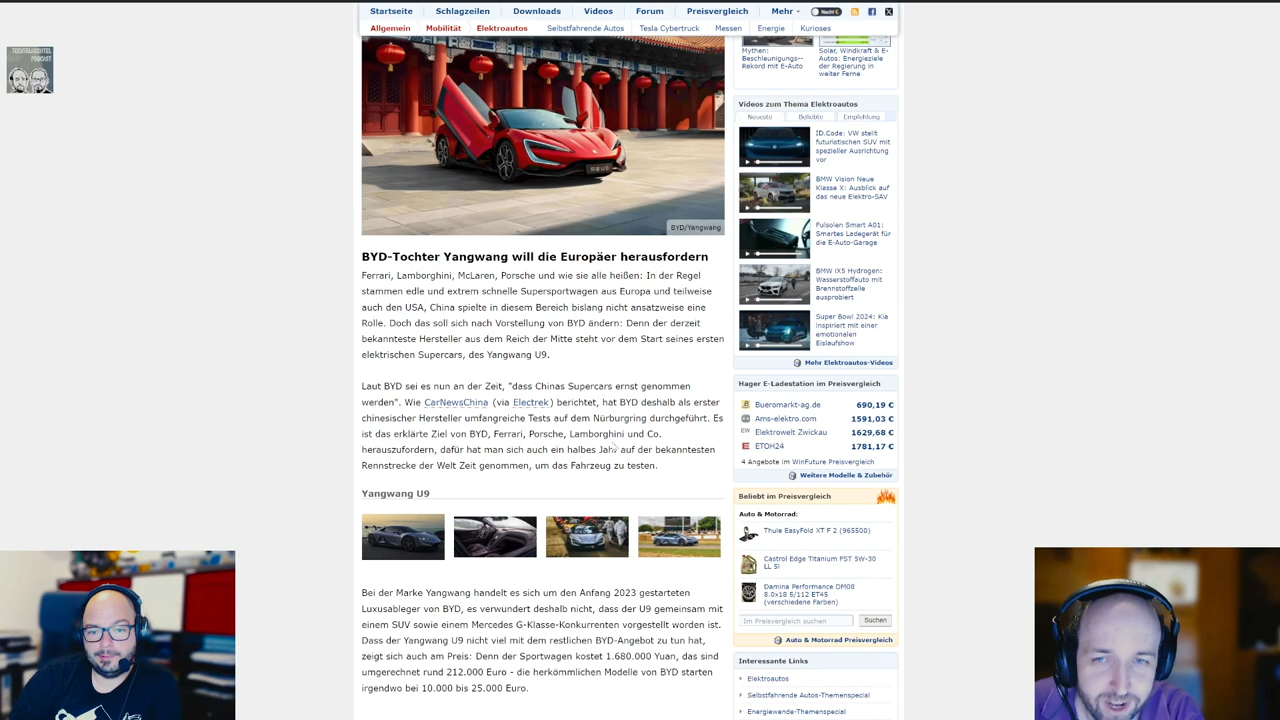 Startseite Schlagzeilen Downloads Videos Forum Preisvergleich Mehr
Allgemein Mobilität Elektroautos Selbstfahrende Autos Tesla Cybertruck Messen Energie Kurioses
TECHTELMECHTEL
PODCAST
BYD/Yangwang
BYD-Tochter Yangwang will die Europäer herausfordern
Ferrari, Lamborghini, McLaren, Porsche und wie sie alle heißen: In der Regel
stammen edle und extrem schnelle Supersportwagen aus Europa und teilweise
auch den USA, China spielte in diesem Bereich bislang nicht ansatzweise eine
Rolle. Doch das soll sich nach Vorstellung von BYD ändern: Denn der derzeit
bekannteste Hersteller aus dem Reich der Mitte steht vor dem Start seines ersten
elektrischen Supercars, des Yangwang U9.
Laut BYD sei es nun an der Zeit, "dass Chinas Supercars ernst genommen
werden". Wie CarNewsChina (via Electrek) berichtet, hat BYD deshalb als erster
chinesischer Hersteller umfangreiche Tests auf dem Nürburgring durchgeführt. Es
ist das erklärte Ziel von BYD, Ferrari, Porsche, Lamborghini und Co.
herauszufordern, dafür hat man sich auch ein halbes Jahr auf der bekanntesten
Rennstrecke der Welt Zeit genommen, um das Fahrzeug zu testen.
Yangwang U9
Bei der Marke Yangwang handelt es sich um den Anfang 2023 gestarteten
Luxusableger von BYD, es verwundert deshalb nicht, dass der U9 gemeinsam mit
einem SUV sowie einem Mercedes G-Klasse-Konkurrenten vorgestellt worden ist.
Dass der Yangwang U9 nicht viel mit dem restlichen BYD-Angebot zu tun hat,
zeigt sich auch am Preis: Denn der Sportwagen kostet 1.680.000 Yuan, das sind
umgerechnet rund 212.000 Euro - die herkömmlichen Modelle von BYD starten
irgendwo bei 10.000 bis 25.000 Euro.
Mythen:
Beschleunigungs-
Rekord mit E-Auto
Solar, Windkraft & E-
Autos: Energieziele
der Regierung in
weiter Ferne
Videos zum Thema Elektroautos
Neueste Beliebte Empfehlung
ID.Code: VW stellt
futuristischen SUV mit
spezieller Ausrichtung
vor
BMW Vision Neue
Klasse X: Ausblick auf
das neue Elektro-SAV
Fulsolen Smart A01:
Smartes Ladegerät für
die E-Auto-Garage
BMW iX5 Hydrogen:
Wasserstoffauto mit
Brennstoffzelle
ausprobiert
Super Bowl 2024: Kia
inspiriert mit einer
emotionalen
Eislaufshow
Mehr Elektroautos-Videos
Hager E-Ladestation im Preisvergleich
Bueromarkt-ag.de 690,19 €
Ams-elektro.com 1591,03 €
EW Elektrowelt Zwickau 1629,68 €
ETOH24 1781,17 €
4 Angebote im WinFuture Preisvergleich
Weitere Modelle & Zubehör
Beliebt im Preisvergleich
Auto & Motorrad:
Thule EasyFold XT F 2 (965500)
Castrol Edge Titanium FST 5W-30
LL 5l
Damina Performance DM08
8.0x18 5/112 ET45
(verschiedene Farben)
Im Preisvergleich suchen Suchen
Auto & Motorrad Preisvergleich
Interessante Links
Elektroautos
Selbstfahrende Autos-Themenspecial
Energiewende-Themenspecial